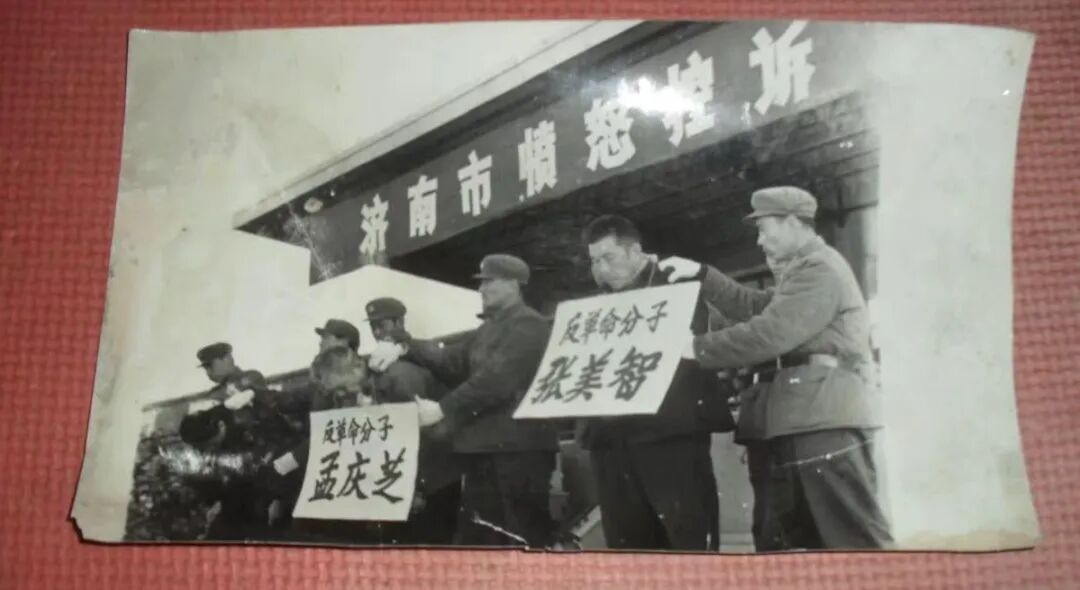 济南市愤怒控诉
反革命分子
张美智
反革命分子
孟庆芝